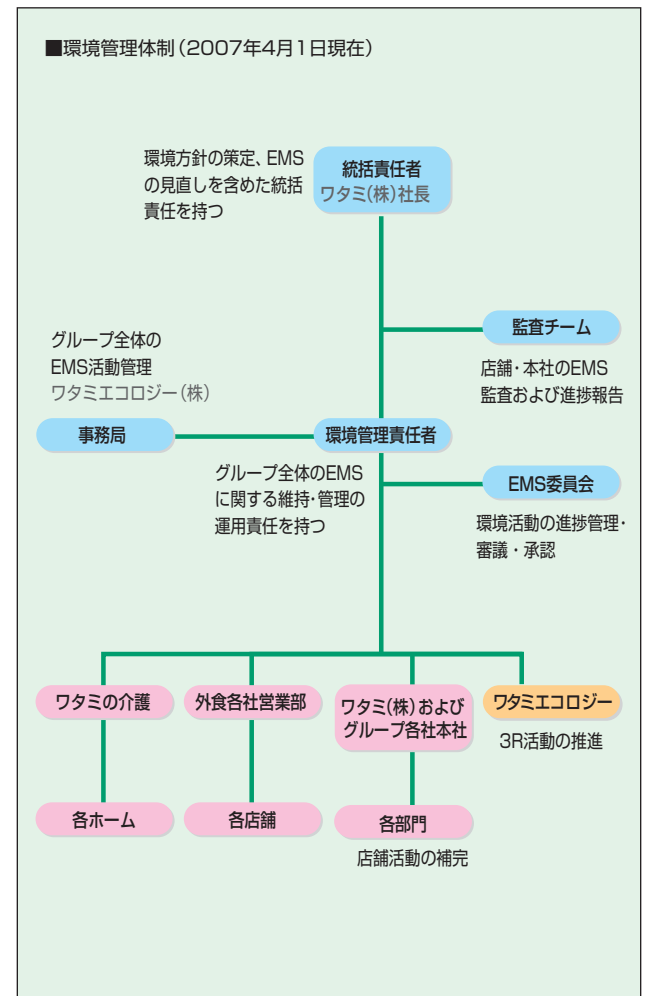 ■環境管理体制（2007年4月1日現在）
環境方針の策定、EMS
の見直しを含めた統括
責任を持つ
統括責任者
ワタミ（株）社長
監査チーム
店舗・本社のEMS
監査および進捗報告
グループ全体の
EMS活動管理
ワタミエコロジー（株）
事務局
環境管理責任者
グループ全体のEMS
に関する維持・管理の
運用責任を持つ
EMS委員会
環境活動の進捗管理・
審議・承認
ワタミの介護
外食各社営業部
ワタミ（株）および
グループ各社本社
ワタミエコロジー
3R活動の推進
各ホーム
各店舗
各部門
店舗活動の補完